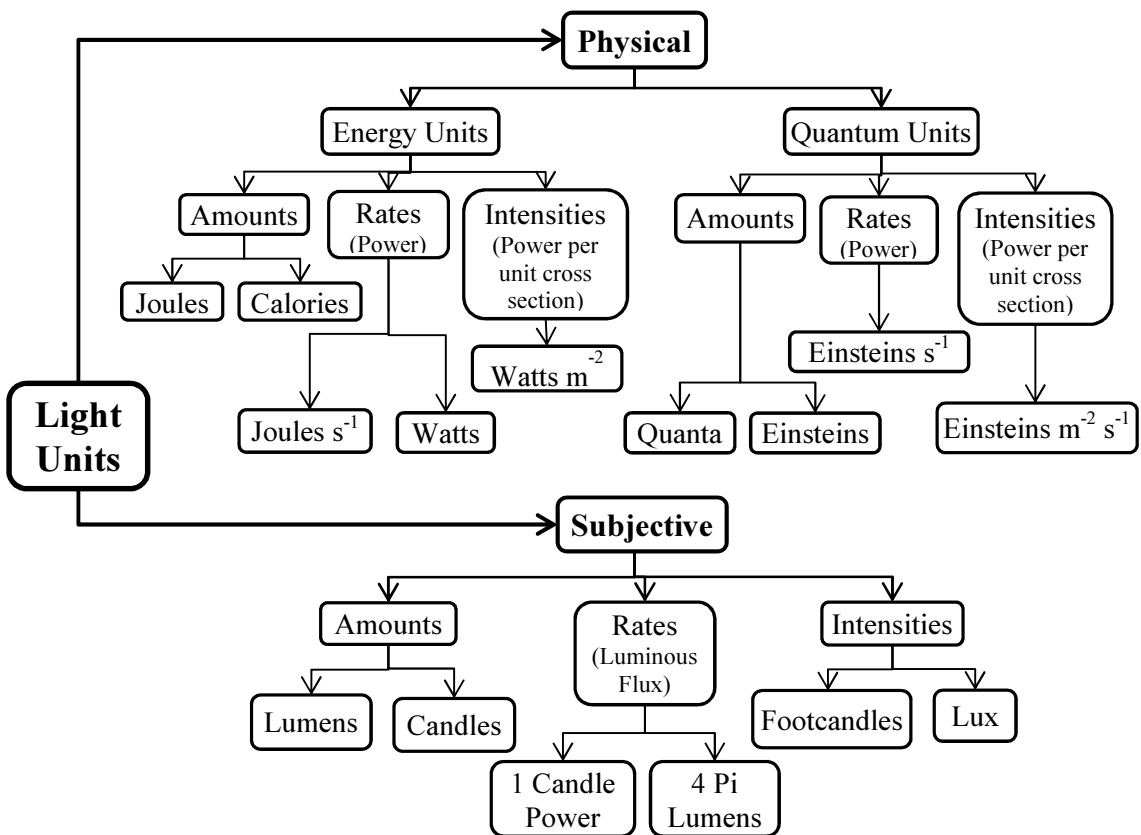 Physical
Energy Units
Quantum Units
Amounts
Rates
(Power)
Intensities
(Power per
unit cross
section)
Amounts
Rates
(Power)
Intensities
(Power per
unit cross
section)
Joules
Calories
Watts m⁻²
Einsteins s⁻¹
Joules s⁻¹
Watts
Quanta
Einsteins
Einsteins m⁻² s⁻¹
Light
Units
Subjective
Amounts
Rates
(Luminous
Flux)
Intensities
Lumens
Candles
Footcandles
Lux
1 Candle
Power
4 Pi
Lumens